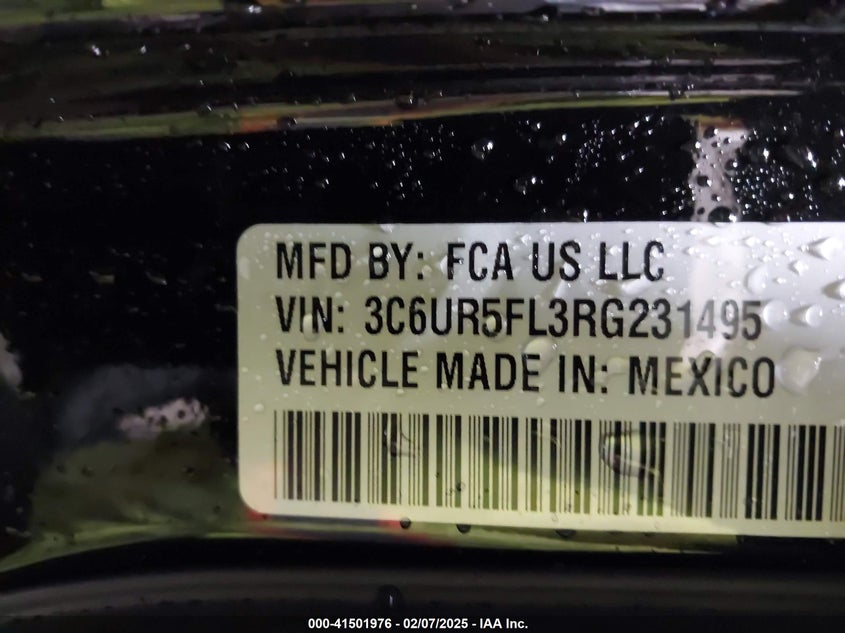 MFD BY: FCA US LLC
VIN: 3C6UR5FL3RG231495
VEHICLE MADE IN: MEXICO
000-41501976 - 02/07/2025 - IAA Inc.